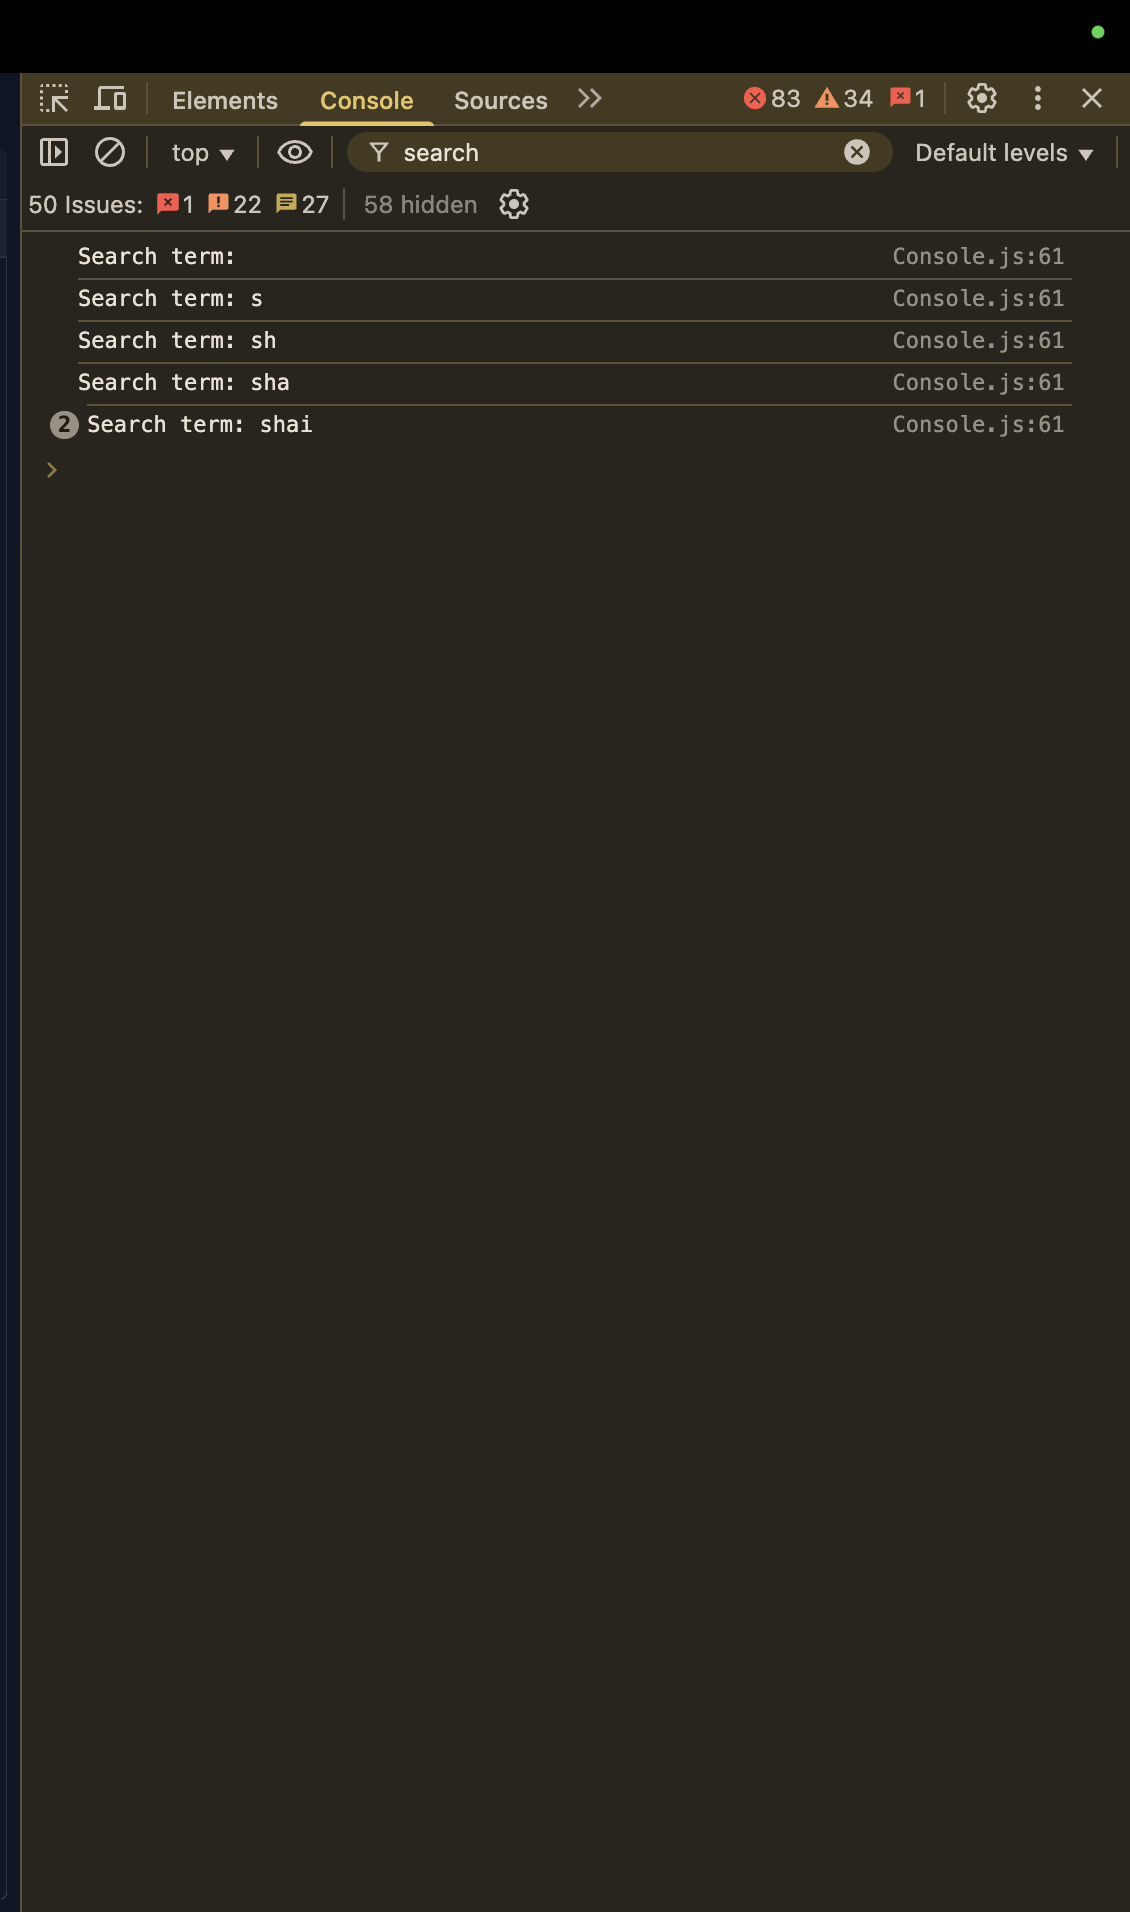 Elements Console Sources 83 34 1
top search Default levels
50 Issues: 1 22 27 58 hidden
Search term: Console.js:61
Search term: s Console.js:61
Search term: sh Console.js:61
Search term: sha Console.js:61
2 Search term: shai Console.js:61